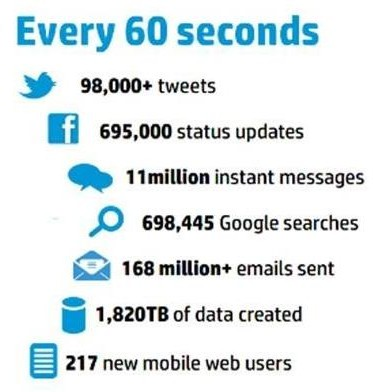 Every 60 seconds
98,000+ tweets
695,000 status updates
11million instant messages
698,445 Google searches
168 million+ emails sent
1,820TB of data created
217 new mobile web users